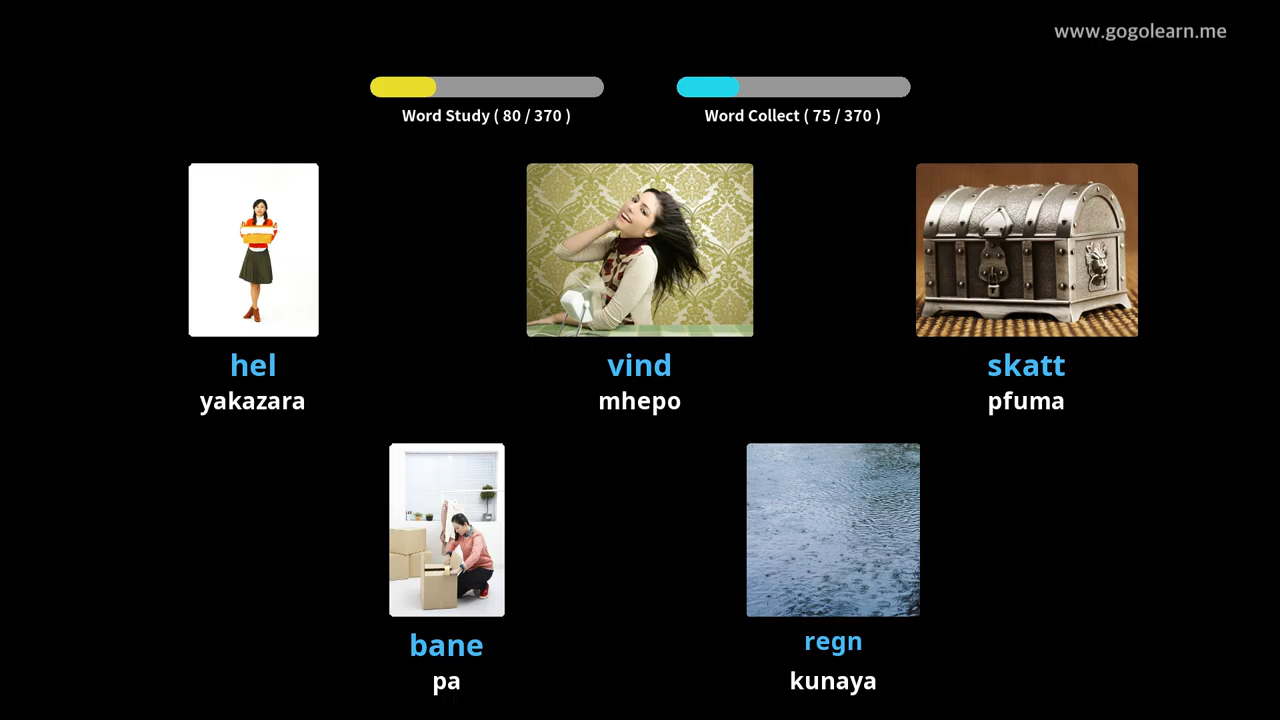 www.gogolearn.me
Word Study ( 80 / 370 )
Word Collect ( 75 / 370 )
hel
yakazara
vind
mhepo
skatt
pfuma
bane
pa
regn
kunaya